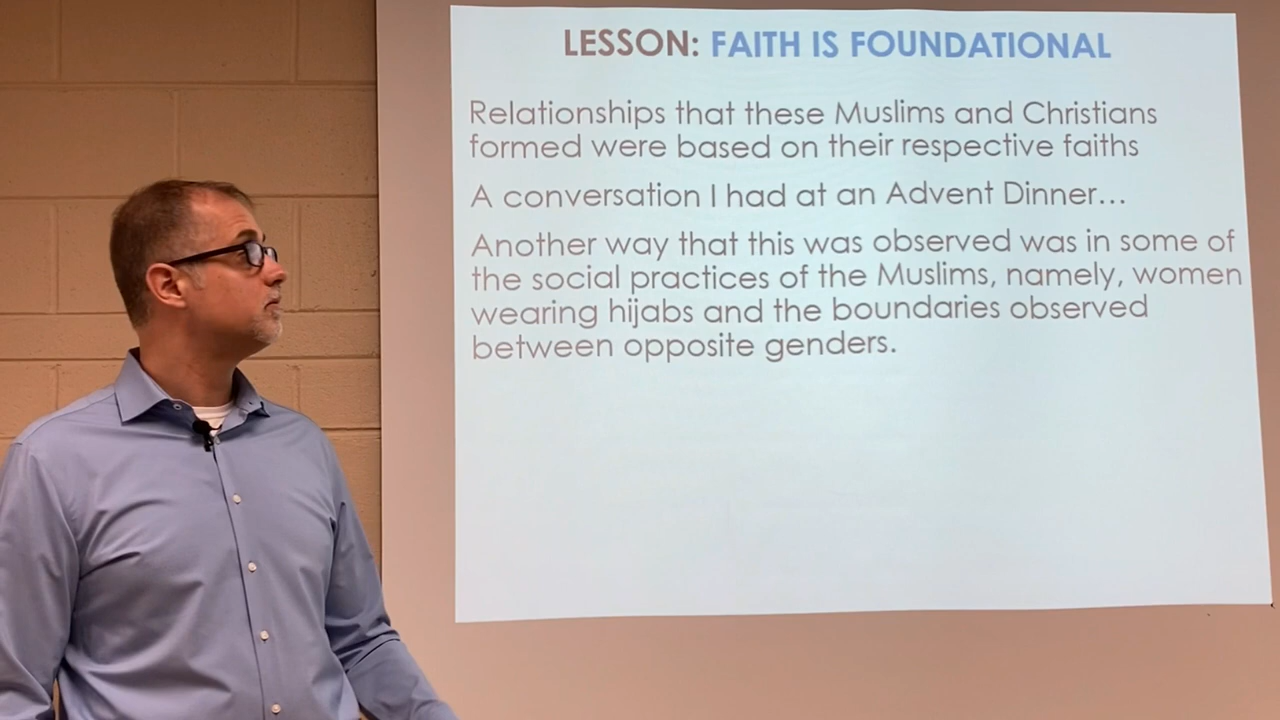 LESSON: FAITH IS FOUNDATIONAL
Relationships that these Muslims and Christians
formed were based on their respective faiths
A conversation I had at an Advent Dinner...
Another way that this was observed was in some of
the social practices of the Muslims, namely, women
wearing hijabs and the boundaries observed
between opposite genders.